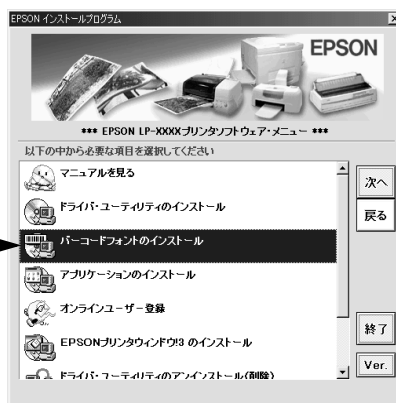 EPSON インストールプログラム
EPSON
*** EPSON LP-XXXXプリンタソフトウェア・メニュー ***
以下の中から必要な項目を選択してください
マニュアルを見る
ドライバ・ユーティリティのインストール
バーコードフォントのインストール
アプリケーションのインストール
オンラインユーザー登録
EPSONプリンタウィンドウ!3 のインストール
ドライバ・ユーティリティのアンインストール(削除)
次へ
戻る
終了
Ver.